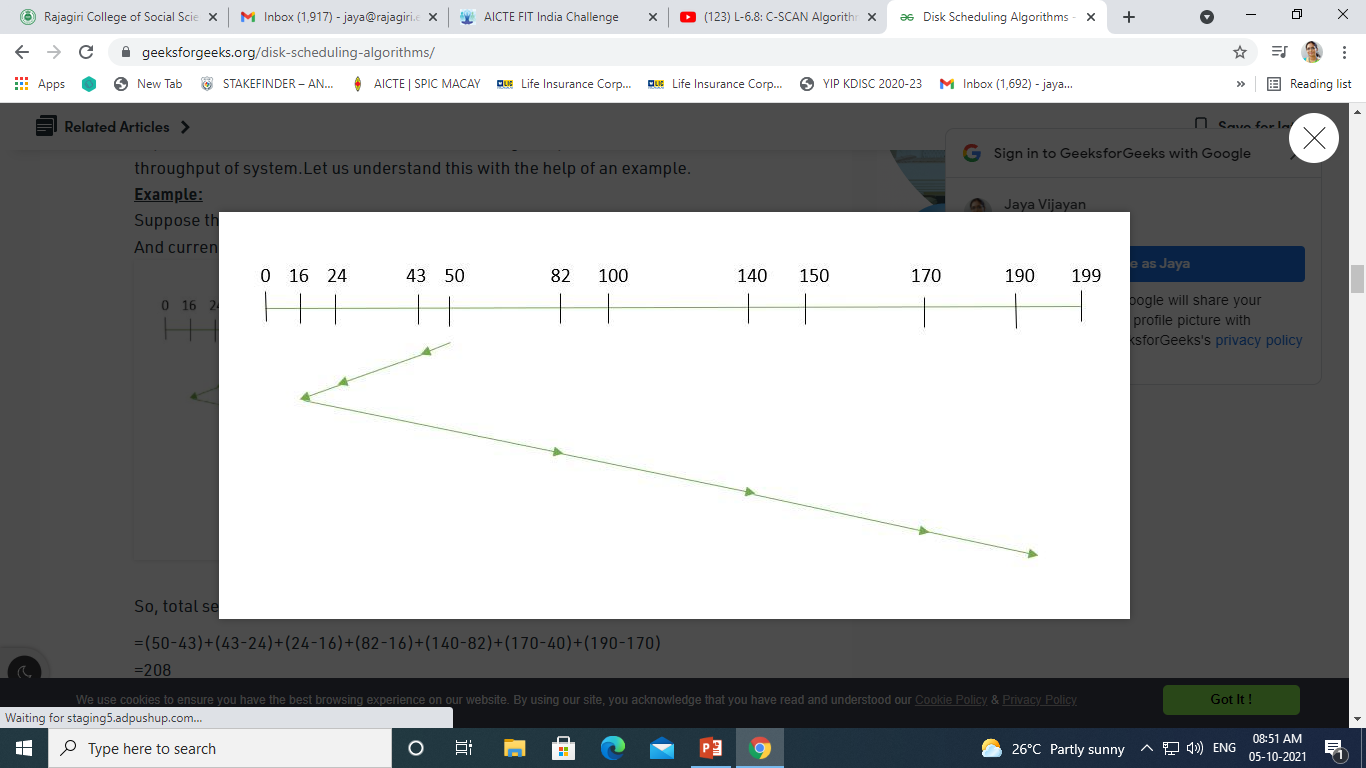 Rajagiri College of Social Scie
Inbox (1,917) - jaya@rajagiri.e
AICTE FIT India Challenge
(123) L-6.8: C-SCAN Algorithm
Disk Scheduling Algorithms -
geeksforgeeks.org/disk-scheduling-algorithms/
Apps
New Tab
STAKEFINDER – AN...
AICTE | SPIC MACAY
LIC
Life Insurance Corp...
LIC
Life Insurance Corp...
YIP KDISC 2020-23
Inbox (1,692) - jaya...
»
Reading list
Related Articles
Save for la
throughput of system.Let us understand this with the help of an example.
Sign in to GeeksforGeeks with Google
Example:
Suppose th
Jaya Vijayan
And curren
e as Jaya
0 16 24 43 50 82 100 140 150 170 190 199
oogle will share your
profile picture with
ksforGeeks's privacy policy
0 16 24
So, total se
=(50-43)+(43-24)+(24-16)+(82-16)+(140-82)+(170-40)+(190-170)
=208
We use cookies to ensure you have the best browsing experience on our website. By using our site, you acknowledge that you have read and understood our Cookie Policy & Privacy Policy
Got It !
Waiting for staging5.adpushup.com...
Type here to search
26°C Partly sunny
ENG
08:51 AM
05-10-2021
1